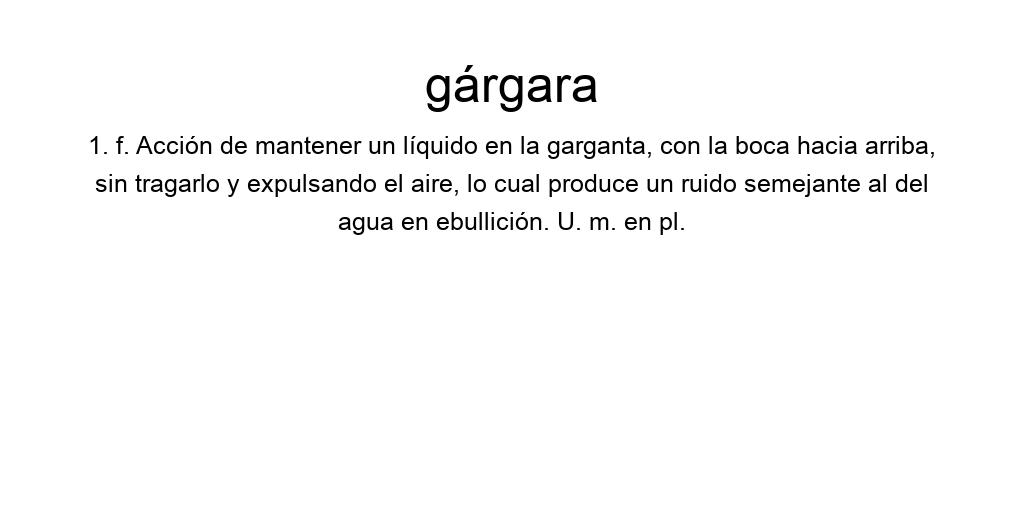 gárgara
1. f. Acción de mantener un líquido en la garganta, con la boca hacia arriba,
sin tragarlo y expulsando el aire, lo cual produce un ruido semejante al del
agua en ebullición. U. m. en pl.